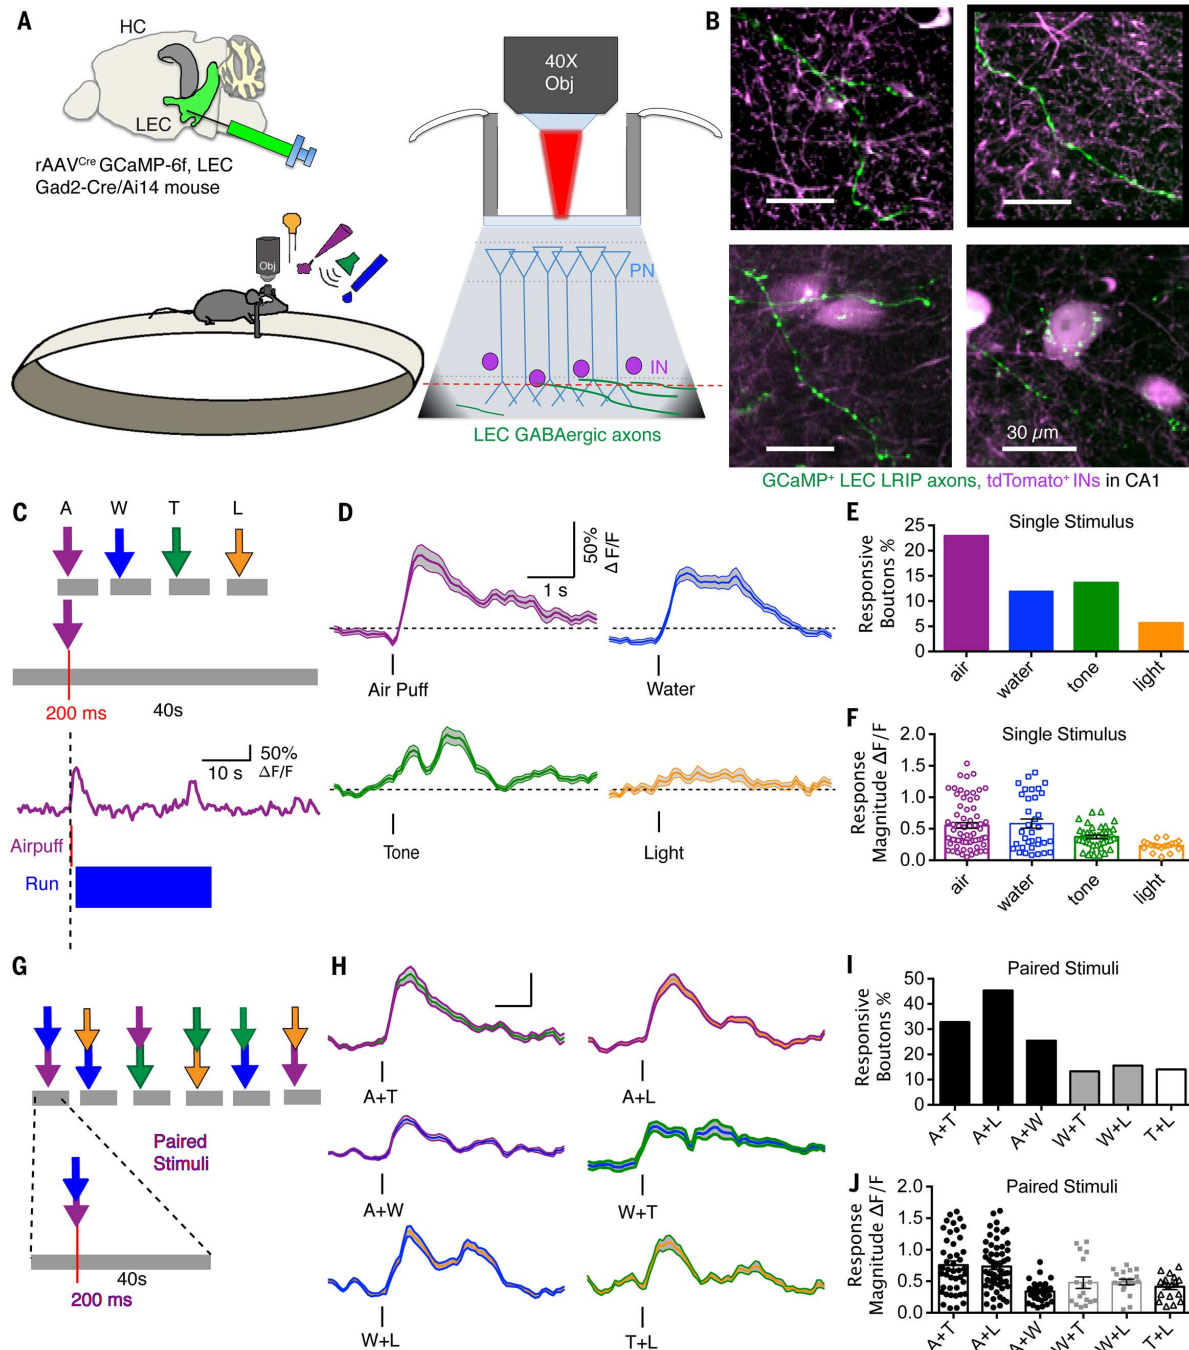 A
HC
LEC
rAAVCre GCaMP-6f, LEC
Gad2-Cre/Ai14 mouse
Obj
40X
Obj
PN
IN
LEC GABAergic axons
B
30 µm
GCaMP+ LEC LRIP axons, tdTomato+ INs in CA1
C
A W T L
200 ms
40s
50%
ΔF/F
10 s
Airpuff
Run
D
50%
Δ F/F
1 s
Air Puff
Water
Tone
Light
E
Single Stimulus
Responsive
Boutons %
25
20
15
10
5
0
air
water
tone
light
F
Single Stimulus
Response
Magnitude ΔF/F
2.0
1.5
1.0
0.5
0.0
air
water
tone
light
G
Paired
Stimuli
40s
200 ms
H
A+T
A+L
A+W
W+T
W+L
T+L
I
Paired Stimuli
Responsive
Boutons %
50
40
30
20
10
0
A+T
A+L
A+W
W+T
W+L
T+L
J
Paired Stimuli
Response
Magnitude ΔF/F
2.0
1.5
1.0
0.5
0.0
A+T
A+L
A+W
W+T
W+L
T+L